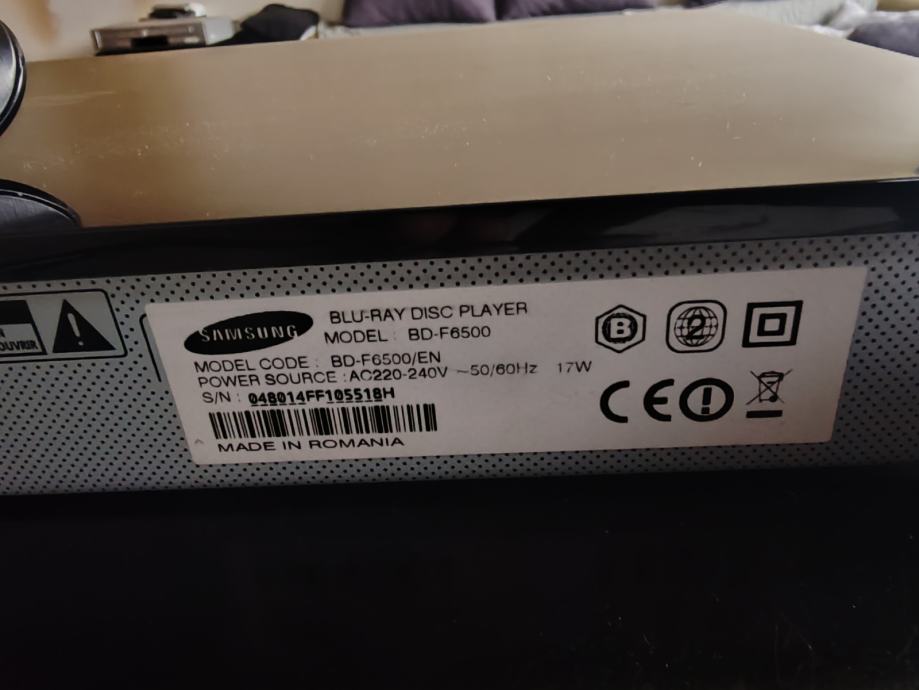 SAMSUNG
BLU-RAY DISC PLAYER
MODEL : BD-F6500
MODEL CODE : BD-F6500/EN
POWER SOURCE : AC220-240V ~50/60Hz 17W
S/N : 048014FF105518H
MADE IN ROMANIA
B
2
CE
OUVRIR